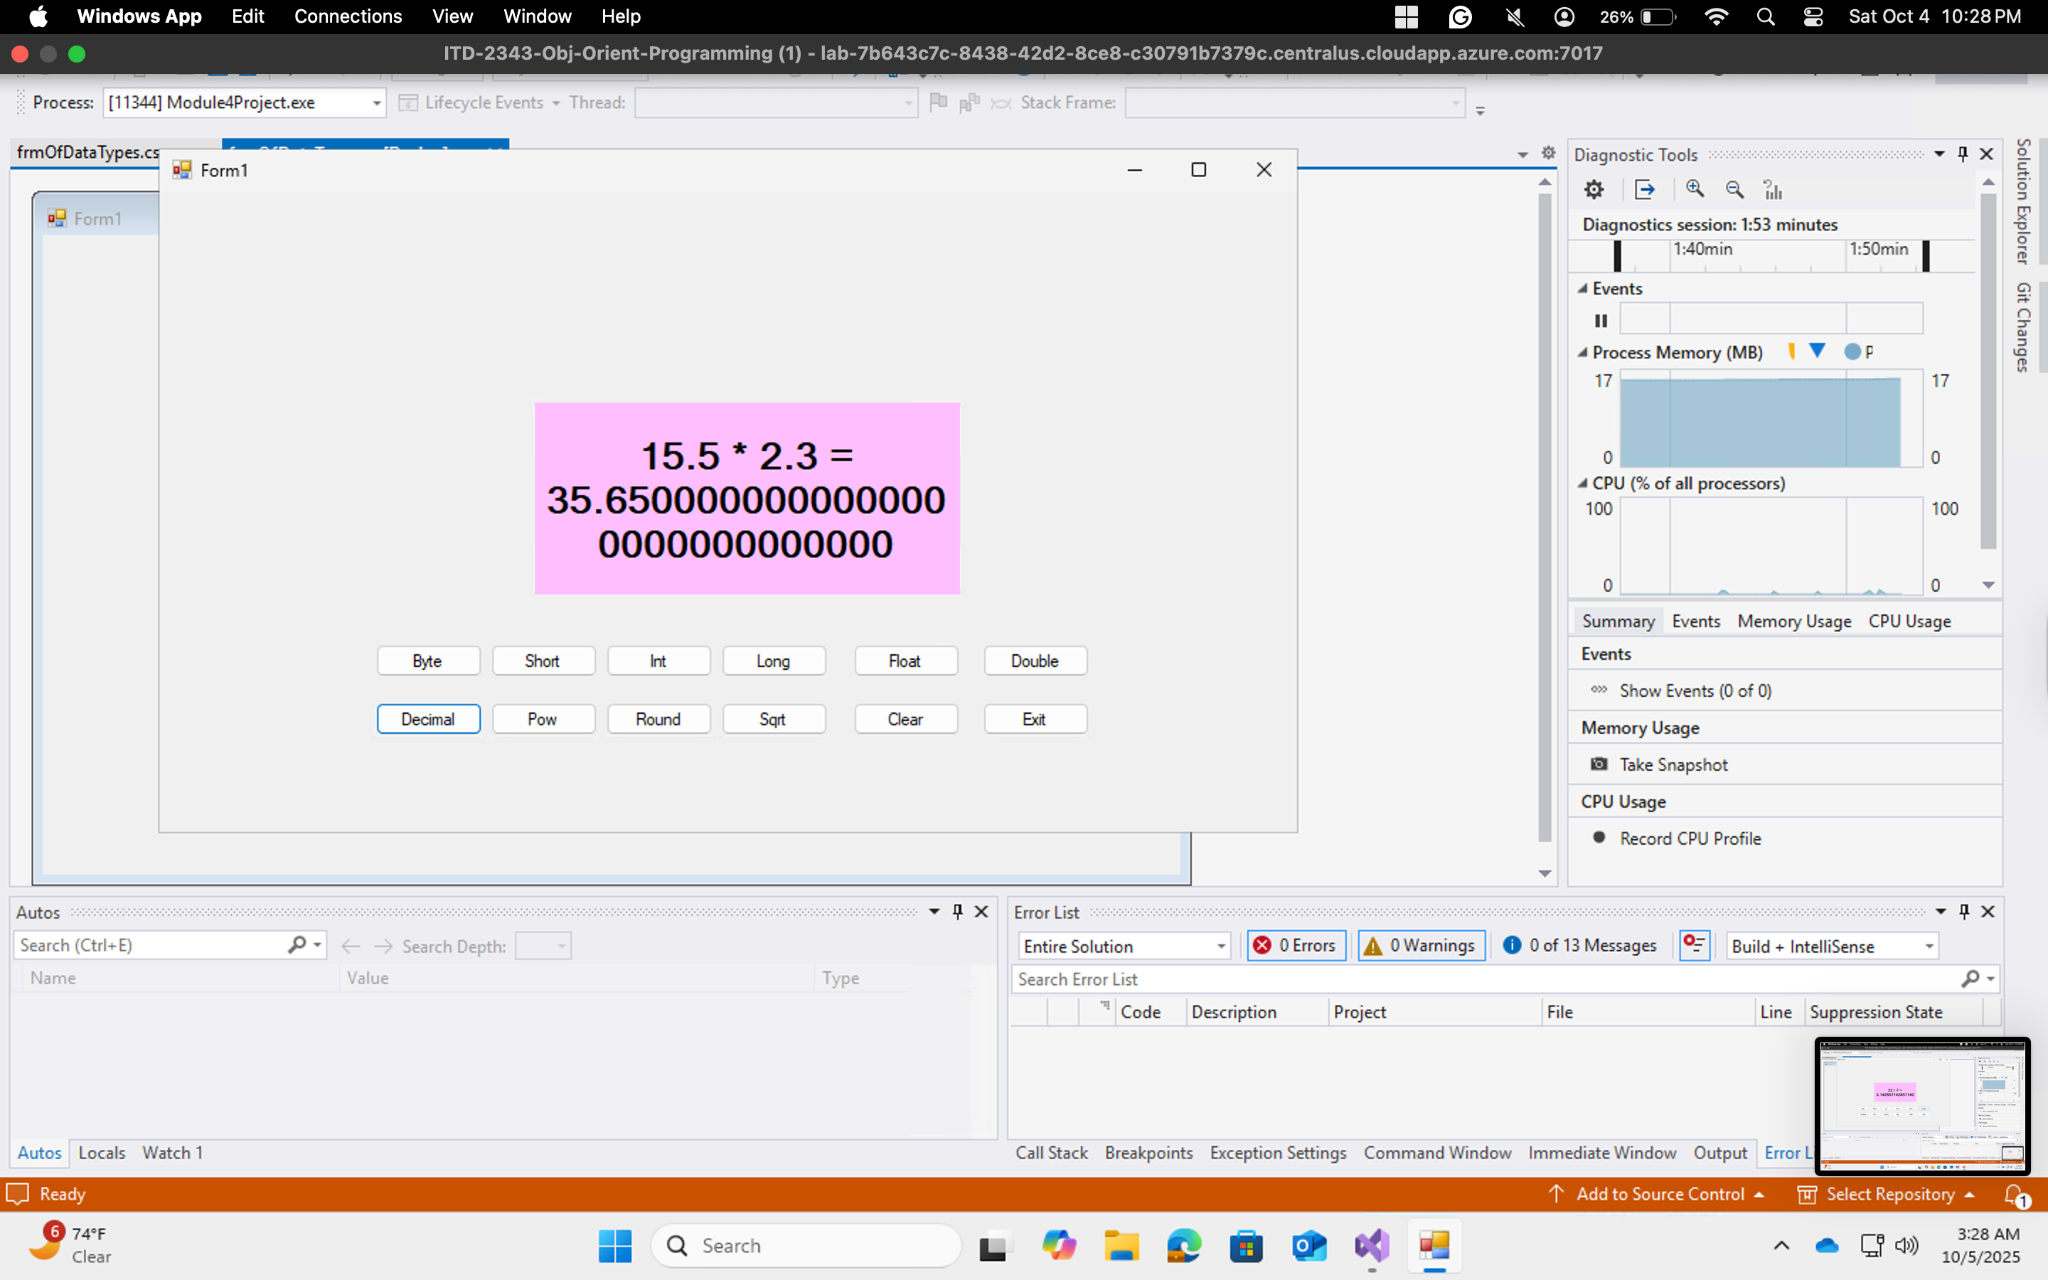 Windows App Edit Connections View Window Help 26% Sat Oct 4 10:28 PM
ITD-2343-Obj-Orient-Programming (1) - lab-7b643c7c-8438-42d2-8ce8-c30791b7379c.centralus.cloudapp.azure.com:7017
Process: [11344] Module4Project.exe Lifecycle Events Thread: Stack Frame:
frmOfDataTypes.cs
Form1
Form1
15.5 * 2.3 =
35.650000000000000
0000000000000
Byte Short Int Long Float Double
Decimal Pow Round Sqrt Clear Exit
Diagnostic Tools
Diagnostics session: 1:53 minutes
1:40min 1:50min
Events
Process Memory (MB) P
17 17
0 0
CPU (% of all processors)
100 100
0 0
Summary Events Memory Usage CPU Usage
Events
Show Events (0 of 0)
Memory Usage
Take Snapshot
CPU Usage
Record CPU Profile
Solution Explorer
Git Changes
Autos
Search (Ctrl+E) Search Depth:
Name Value Type
Autos Locals Watch 1
Error List
Entire Solution 0 Errors 0 Warnings 0 of 13 Messages Build + IntelliSense
Search Error List
Code Description Project File Line Suppression State
Call Stack Breakpoints Exception Settings Command Window Immediate Window Output Error Li
Ready Add to Source Control Select Repository 1
6 74°F
Clear
Search
3:28 AM
10/5/2025